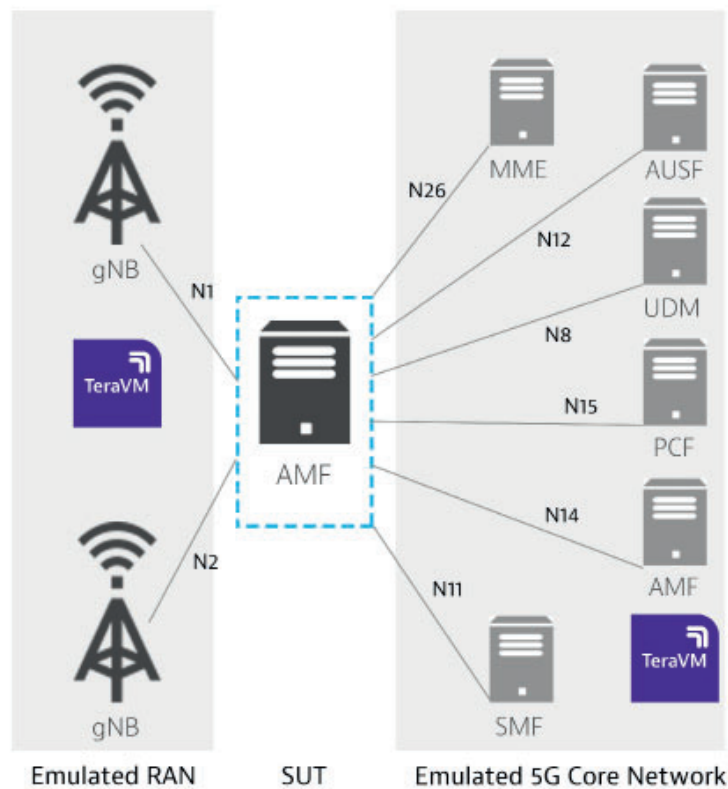 MME
AUSF
N26
N12
gNB
N1
UDM
N8
TeraVM
N15
AMF
PCF
N14
N2
N11
AMF
TeraVM
gNB
SMF
Emulated RAN
SUT
Emulated 5G Core Network